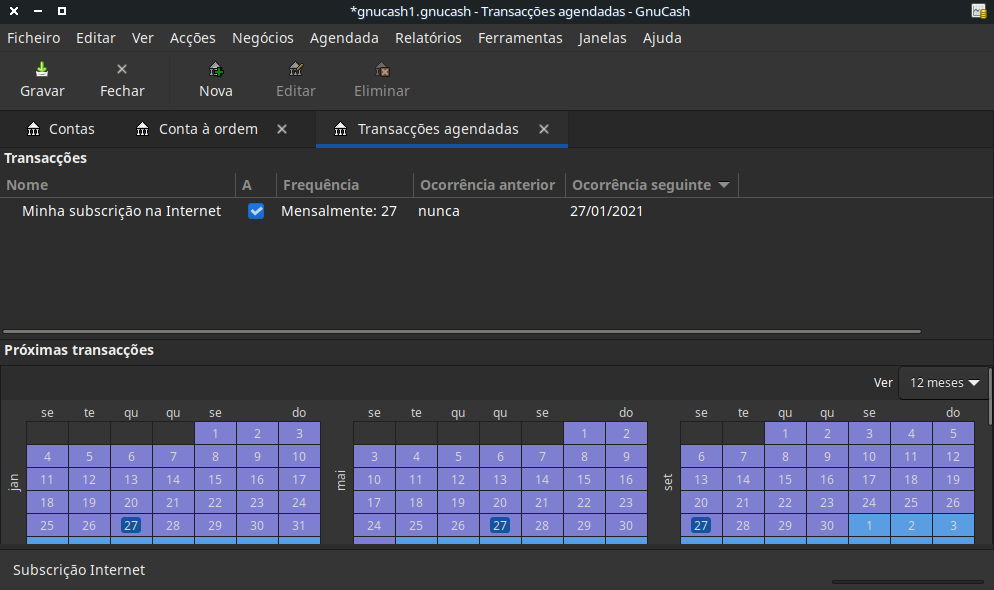 *gnucash1.gnucash - Transacções agendadas - GnuCash
Ficheiro Editar Ver Acções Negócios Agendada Relatórios Ferramentas Janelas Ajuda
Gravar Fechar Nova Editar Eliminar
Contas Conta à ordem Transacções agendadas
Transacções
Nome A Frequência Ocorrência anterior Ocorrência seguinte
Minha subscrição na Internet Mensalmente: 27 nunca 27/01/2021
Próximas transacções
Ver 12 meses
se te qu qu se do se te qu qu se do se te qu qu se do
1 2 3 1 2 1 2 3 4 5
4 5 6 7 8 9 10 3 4 5 6 7 8 9 6 7 8 9 10 11 12
jan 11 12 13 14 15 16 17 mai 10 11 12 13 14 15 16 set 13 14 15 16 17 18 19
18 19 20 21 22 23 24 17 18 19 20 21 22 23 20 21 22 23 24 25 26
25 26 27 28 29 30 31 24 25 26 27 28 29 30 27 28 29 30 1 2 3
Subscrição Internet